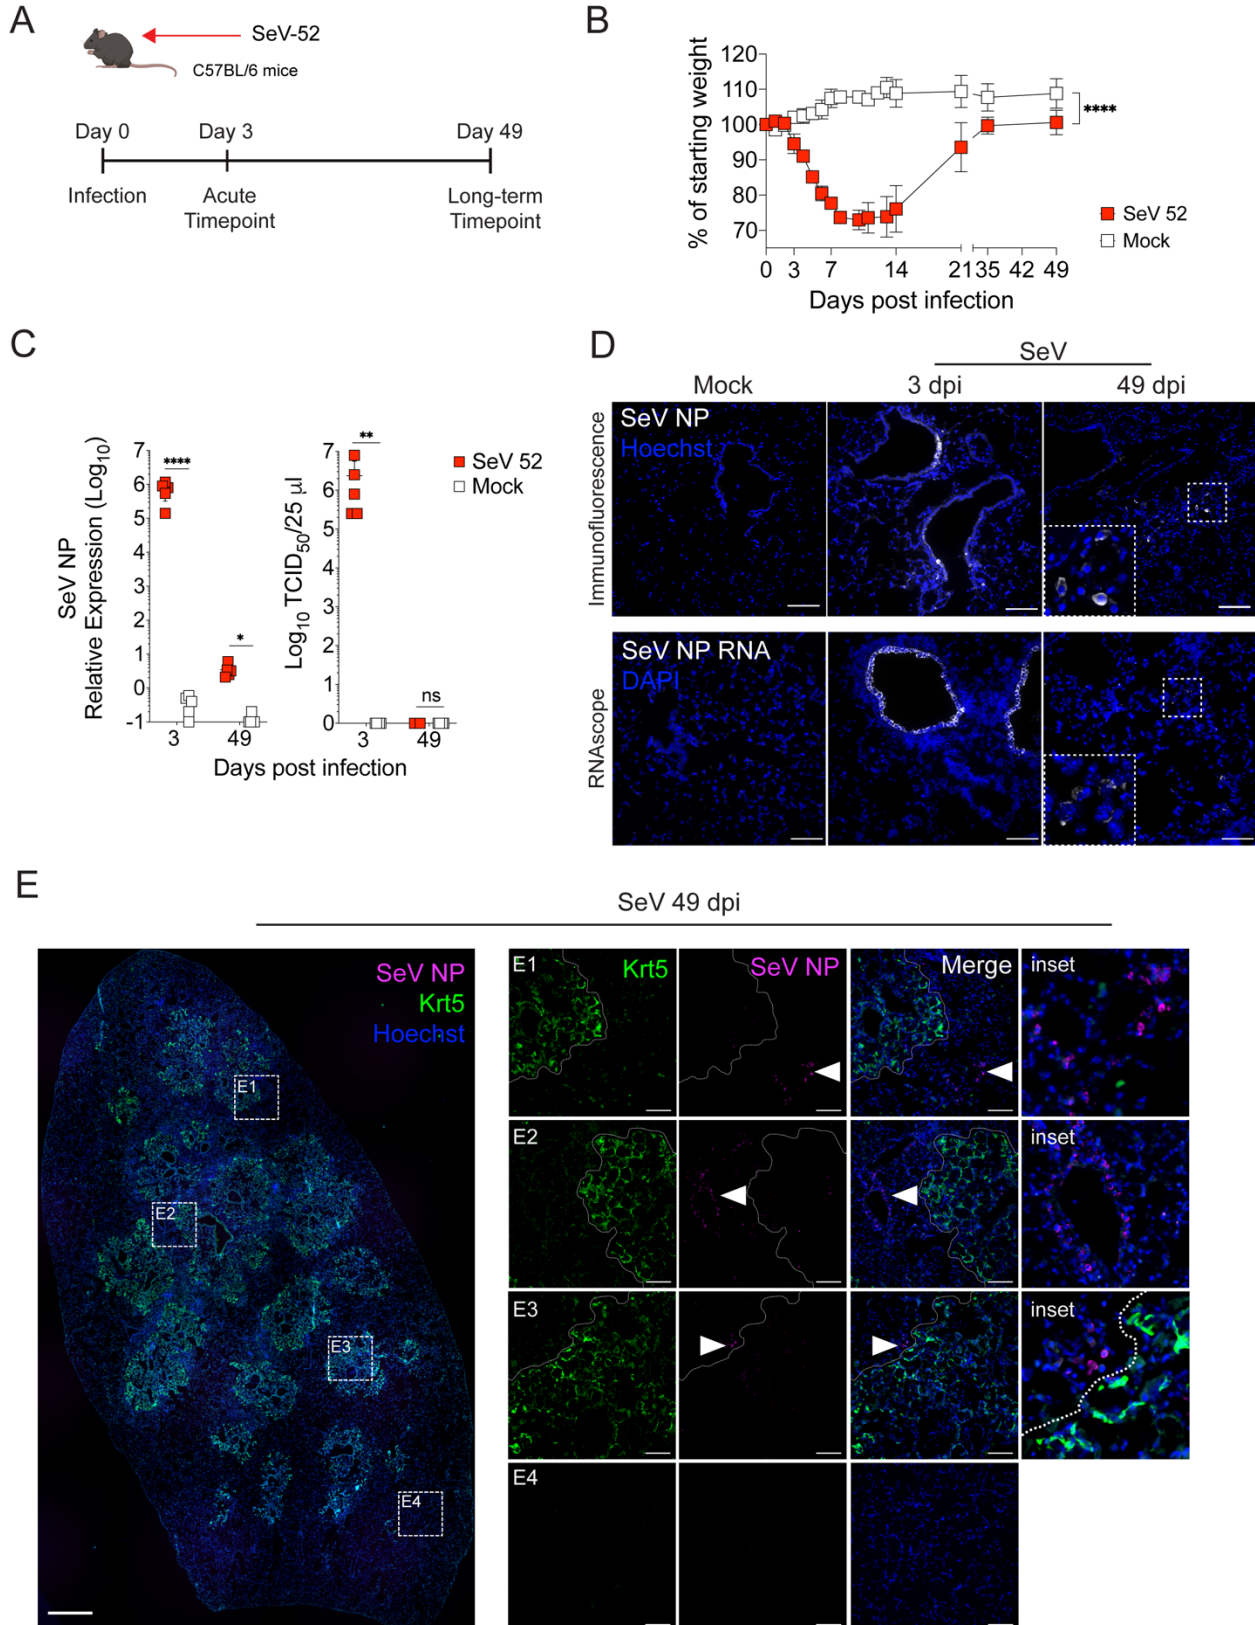 A
SeV-52
C57BL/6 mice
Day 0
Day 3
Day 49
Infection
Acute
Timepoint
Long-term
Timepoint
B
% of starting weight
120
110
100
90
80
70
0 3 7 14 21 35 42 49
Days post infection
****
SeV 52
Mock
C
SeV NP
Relative Expression (Log10)
7
6
5
4
3
2
1
0
-1
****
*
3 49
Log10 TCID50/25 µl
7
6
5
4
3
2
1
0
**
ns
3 49
SeV 52
Mock
Days post infection
D
SeV
Mock
3 dpi
49 dpi
Immunofluorescence
SeV NP
Hoechst
RNAscope
SeV NP RNA
DAPI
E
SeV 49 dpi
SeV NP
Krt5
Hoechst
E1
E2
E3
E4
E1
Krt5
SeV NP
Merge
inset
E2
inset
E3
inset
E4